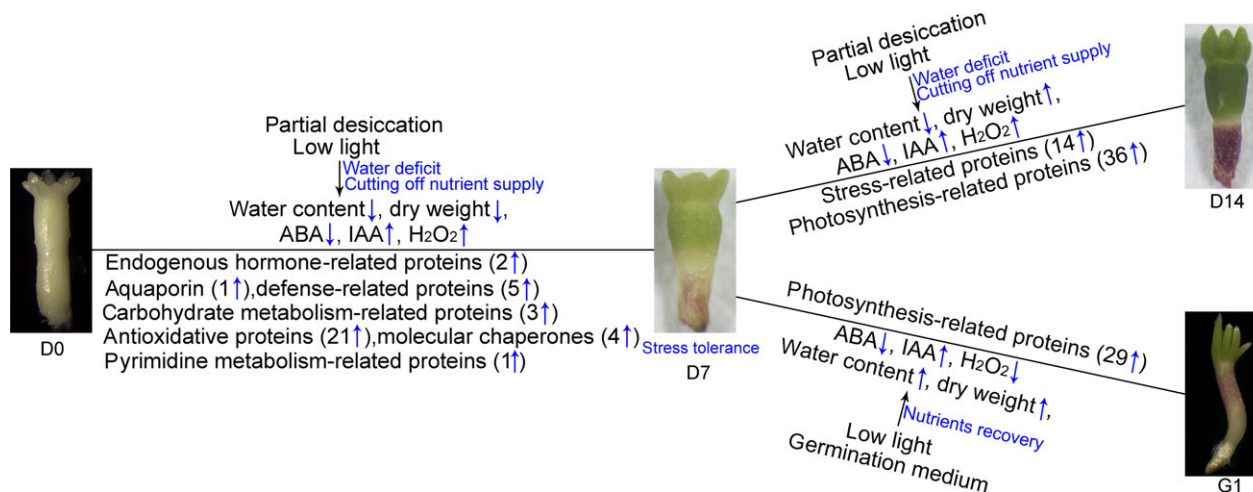 Partial desiccation
Low light
Water deficit
Cutting off nutrient supply
Water content↓, dry weight↓,
ABA↓, IAA↑, H₂O₂↑
Endogenous hormone-related proteins (2↑)
Aquaporin (1↑),defense-related proteins (5↑)
Carbohydrate metabolism-related proteins (3↑)
Antioxidative proteins (21↑),molecular chaperones (4↑)
Pyrimidine metabolism-related proteins (1↑)
D0
Stress tolerance
D7
Partial desiccation
Low light
Water deficit
Cutting off nutrient supply
Water content↓, dry weight↑,
ABA↓, IAA↑, H₂O₂↑
Stress-related proteins (14↑)
Photosynthesis-related proteins (36↑)
D14
Photosynthesis-related proteins (29↑)
ABA↓, IAA↑, H₂O₂↓
Water content↑, dry weight↑,
Nutrients recovery
Low light
Germination medium
G1